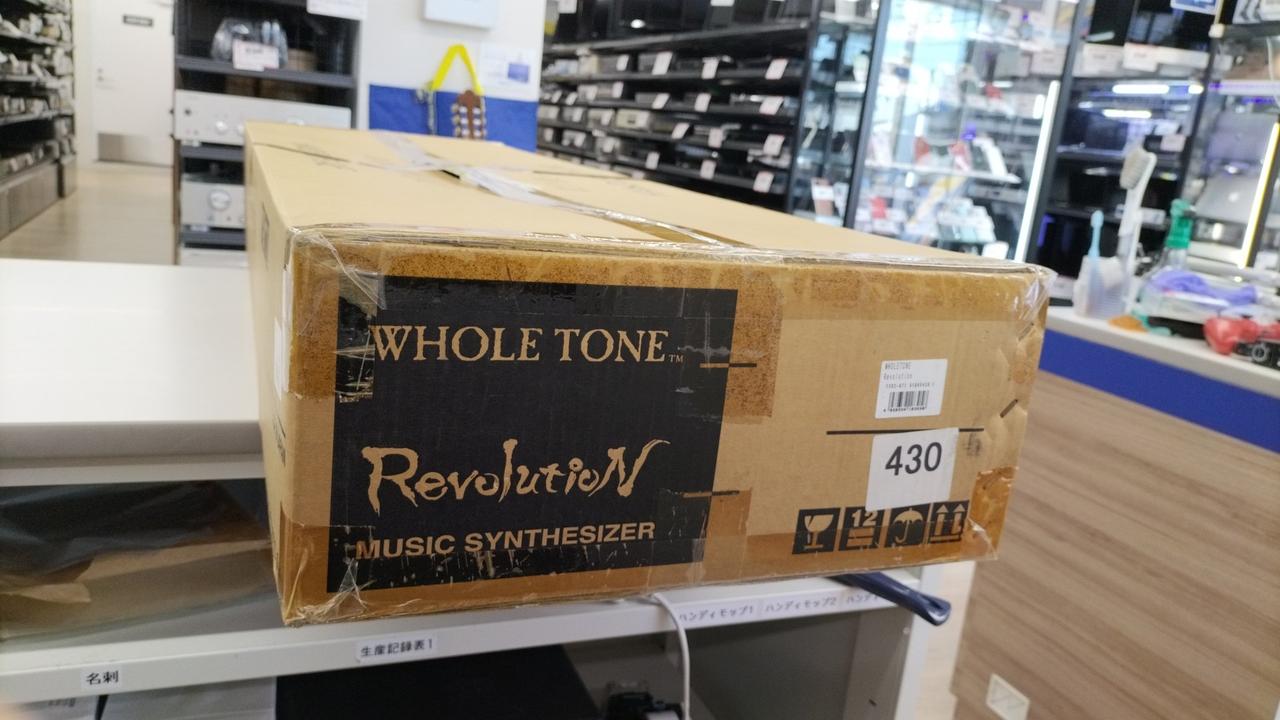 WHOLE TONE™
RevolutioN
MUSIC SYNTHESIZER
WHOLETONE
Revolution
430
12
ハンディモップ1
ハンディモップ2
生産記録表1
名刺